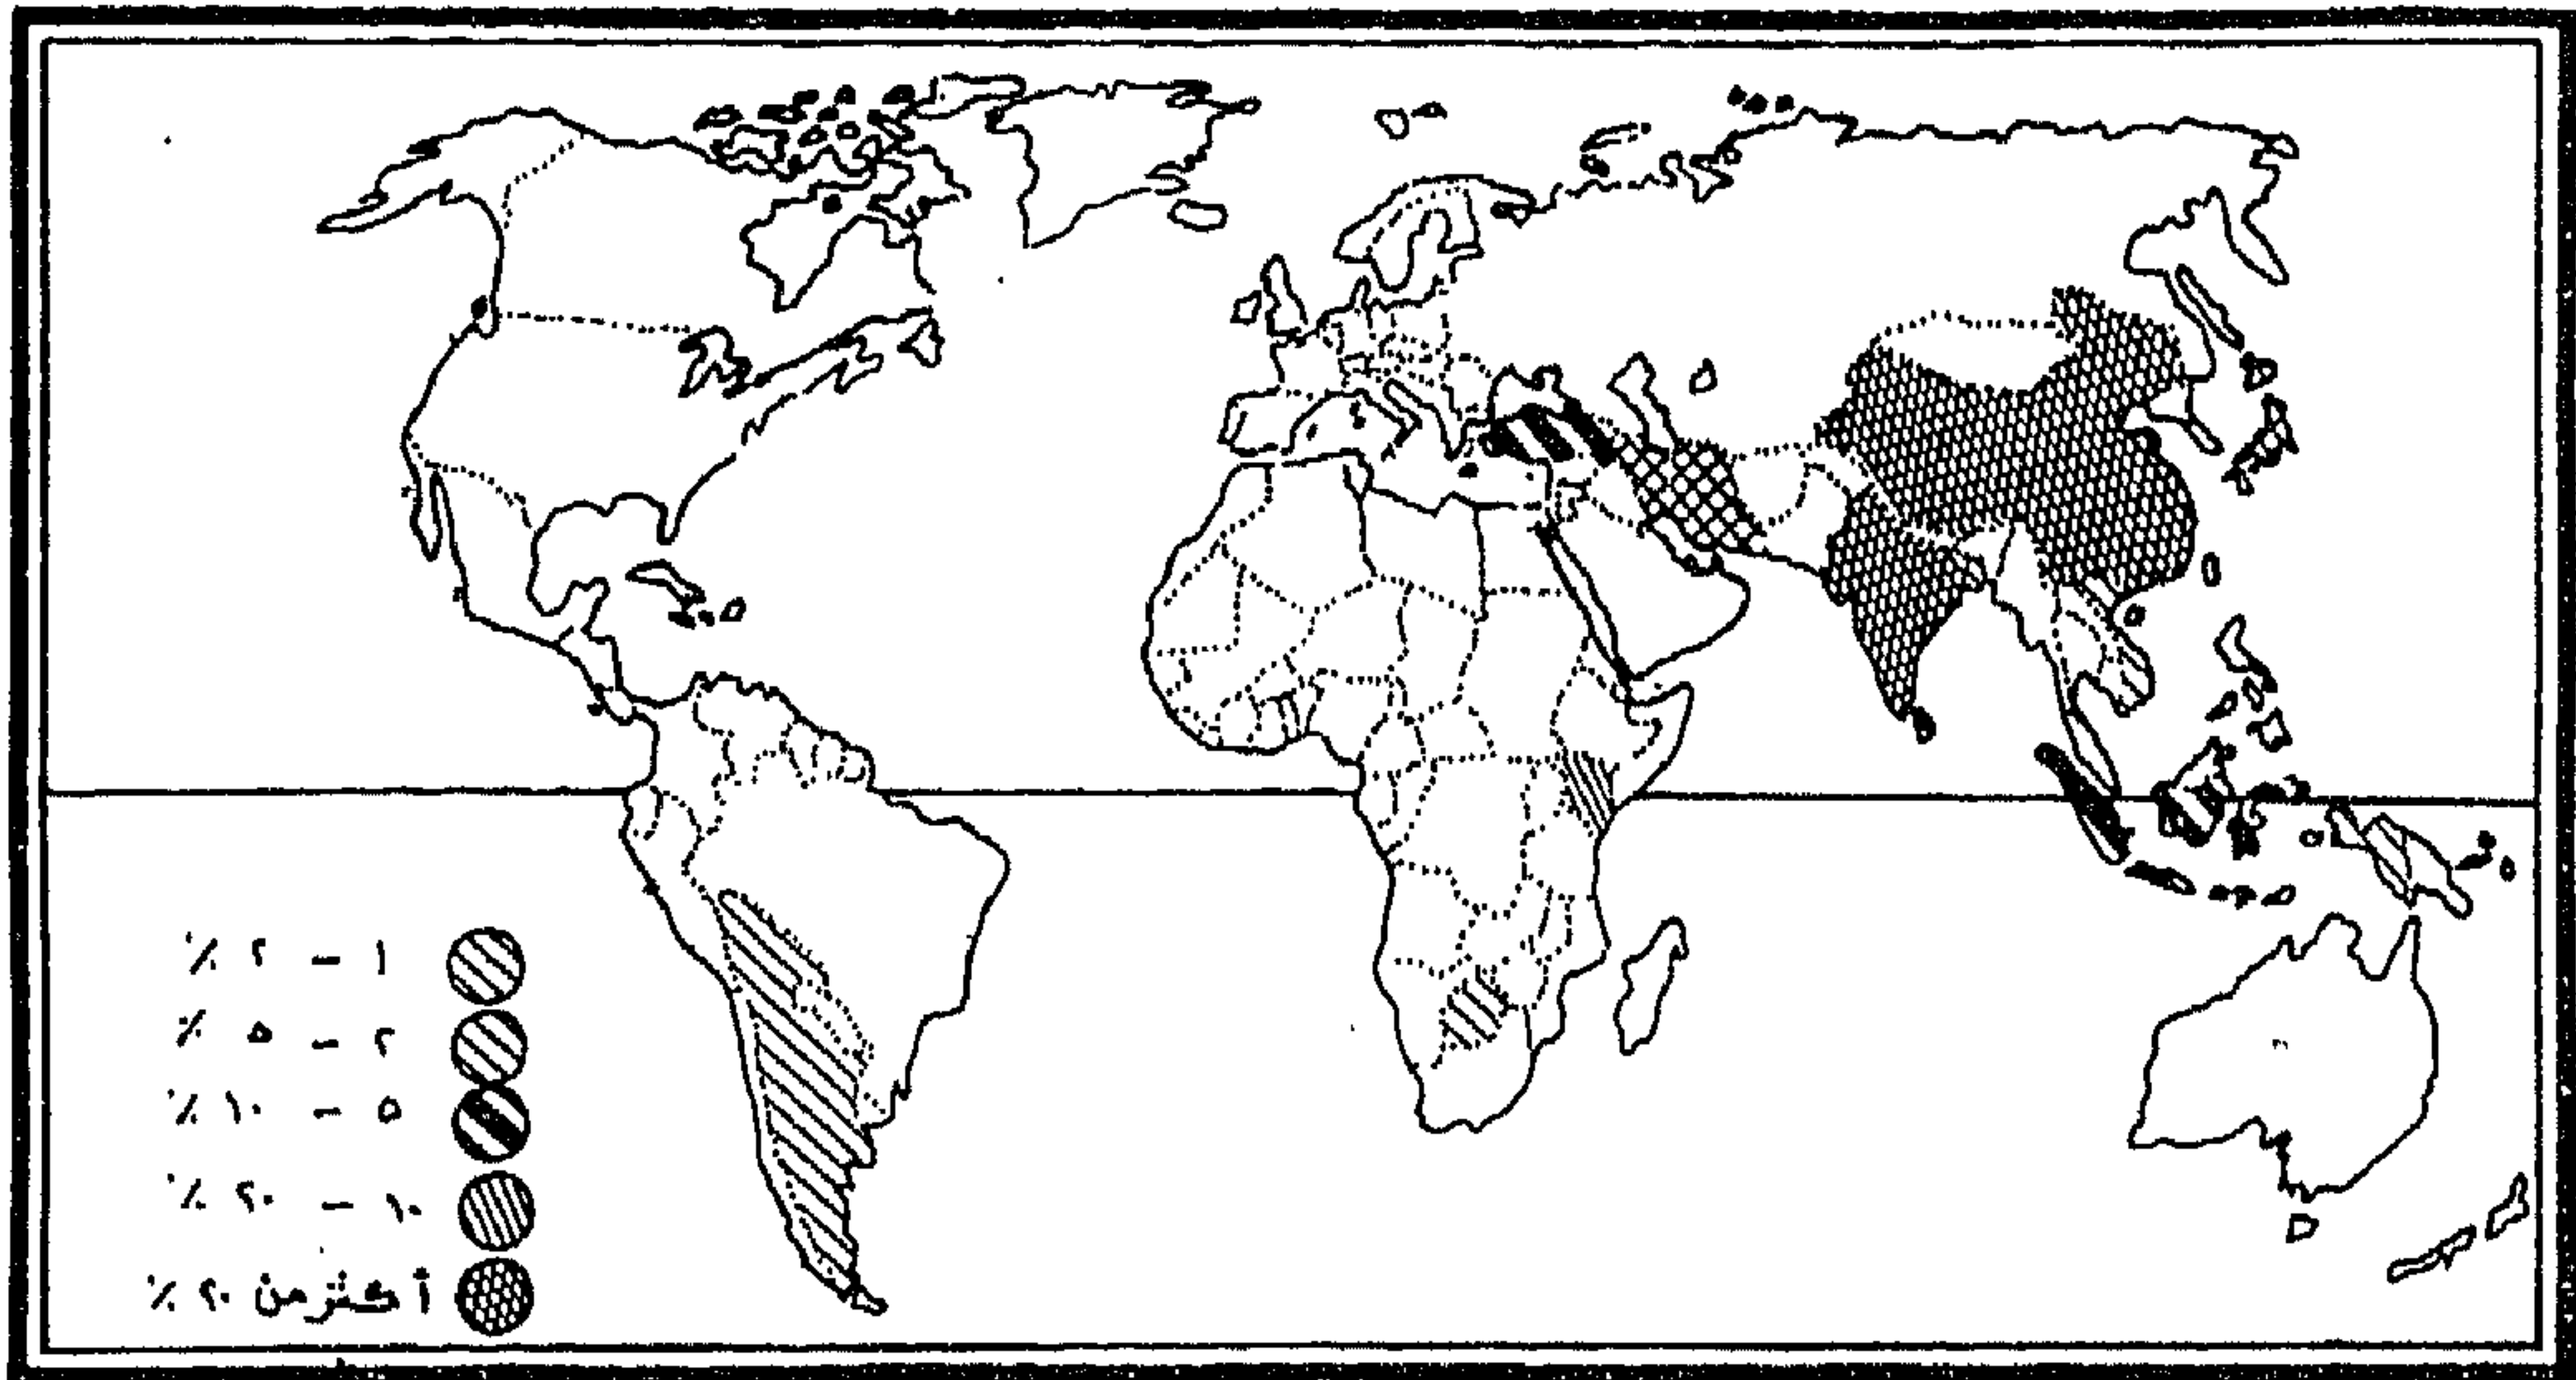 ١ - ٢ ٪
٢ - ٥ ٪
٥ - ١٠ ٪
١٠ - ٢٠ ٪
أكثر من ٢٠ ٪